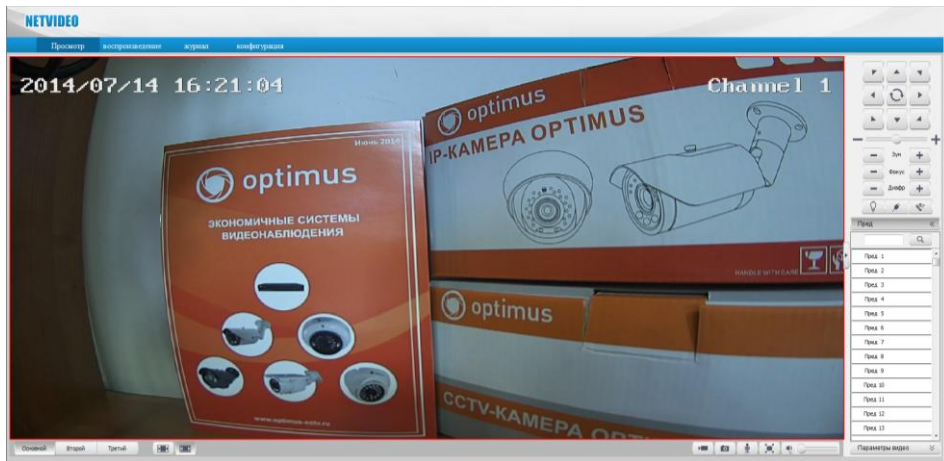 NETVIDEO
Просмотр воспроизведение журнал конфигурация
2014/07/14 16:21:04
Channel 1
Июнь 2014
optimus
ЭКОНОМИЧНЫЕ СИСТЕМЫ
ВИДЕОНАБЛЮДЕНИЯ
www.optimus-cctv.ru
optimus
IP-КАМЕРА OPTIMUS
HANDLE WITH CARE
optimus
CCTV-КАМЕРА
Зум
Фокус
Диафр
Пред
Пред 1
Пред 2
Пред 3
Пред 4
Пред 5
Пред 6
Пред 7
Пред 8
Пред 9
Пред 10
Пред 11
Пред 12
Пред 13
Параметры видео
Основной Второй Третий